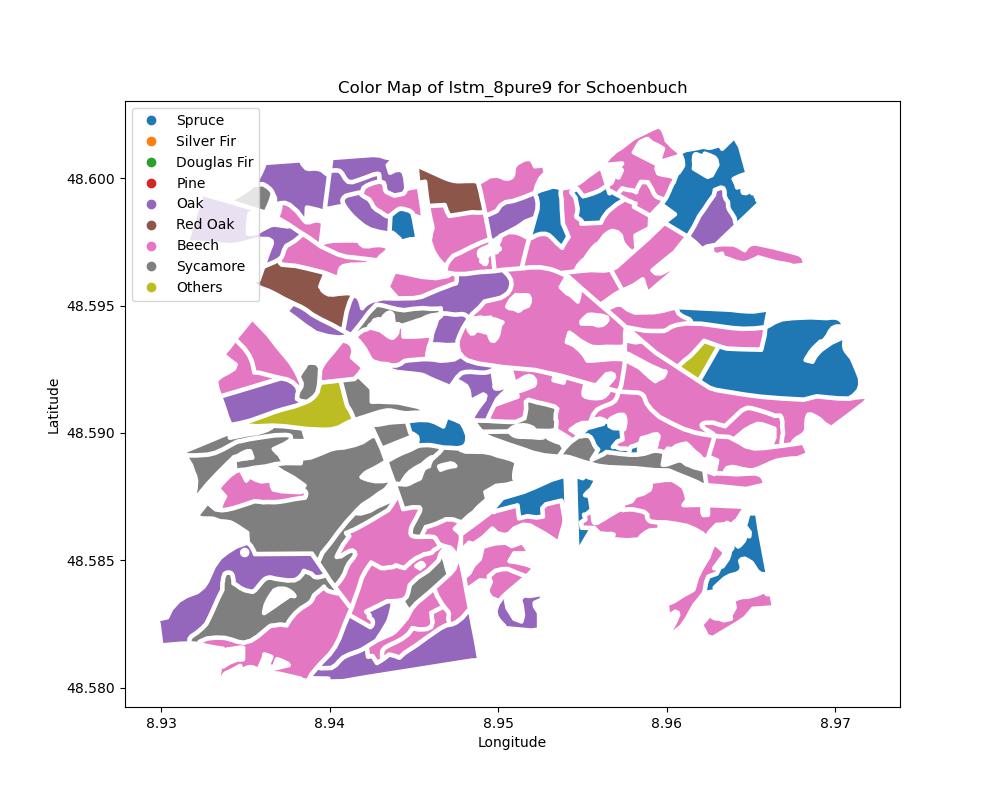 Color Map of lstm_8pure9 for Schoenbuch
Spruce
Silver Fir
Douglas Fir
Pine
Oak
Red Oak
Beech
Sycamore
Others
48.600
48.595
48.590
48.585
48.580
Latitude
8.93 8.94 8.95 8.96 8.97
Longitude